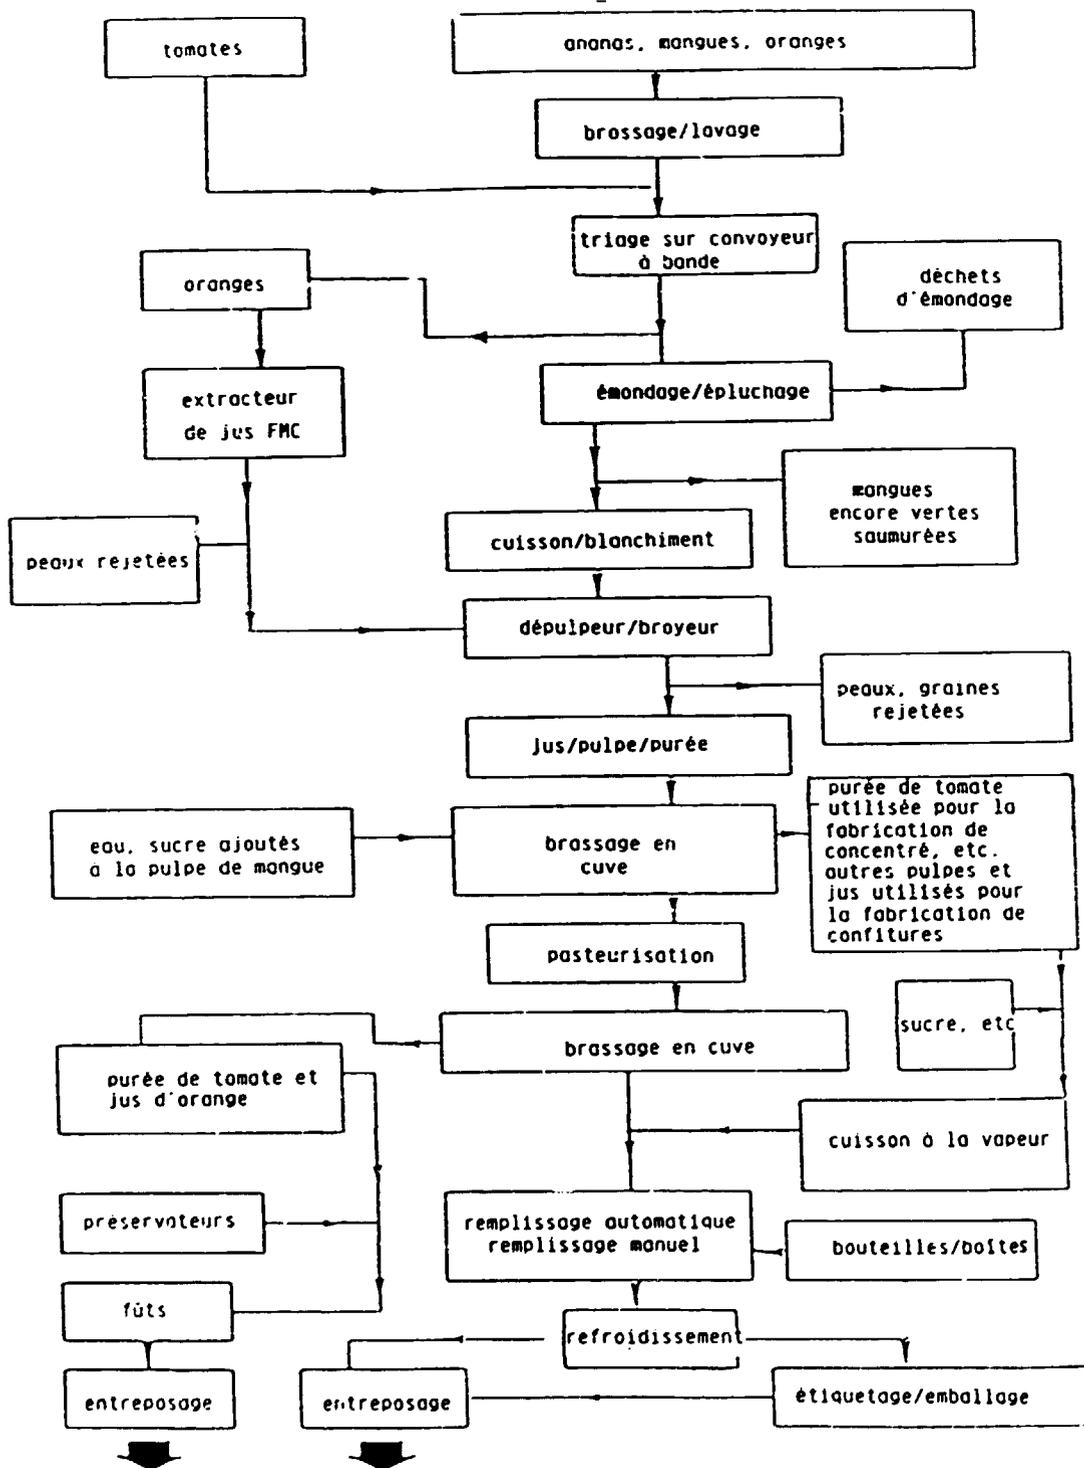 tomates
ananas, mangues, oranges
brossage/lavage
triage sur convoyeur
à bande
oranges
déchets
d'émondage
extracteur
de jus FMC
émondage/épluchage
mangues
encore vertes
saumurées
cuisson/blanchiment
peaux rejetées
dépulpeur/broyeur
peaux, graines
rejetées
jus/pulpe/purée
purée de tomate
utilisée pour la
fabrication de
concentré, etc.
autres pulpes et
jus utilisés pour
la fabrication de
confitures
eau, sucre ajoutés
à la pulpe de mangue
brassage en
cuve
pasteurisation
sucre, etc
brassage en cuve
purée de tomate et
jus d'orange
cuisson à la vapeur
préservateurs
remplissage automatique
remplissage manuel
bouteilles/boîtes
fûts
refroidissement
entreposage
entreposage
étiquetage/emballage